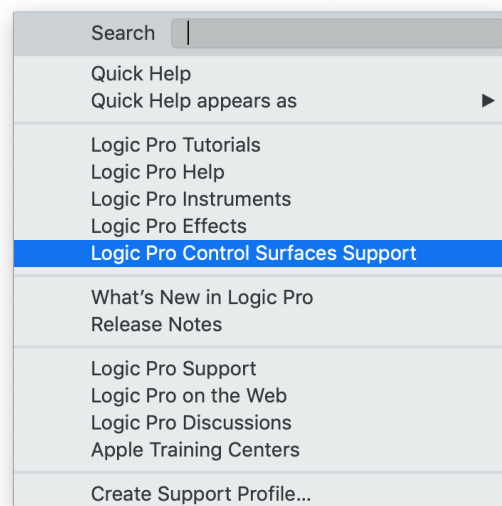 Search
Quick Help
Quick Help appears as
Logic Pro Tutorials
Logic Pro Help
Logic Pro Instruments
Logic Pro Effects
Logic Pro Control Surfaces Support
What's New in Logic Pro
Release Notes
Logic Pro Support
Logic Pro on the Web
Logic Pro Discussions
Apple Training Centers
Create Support Profile...